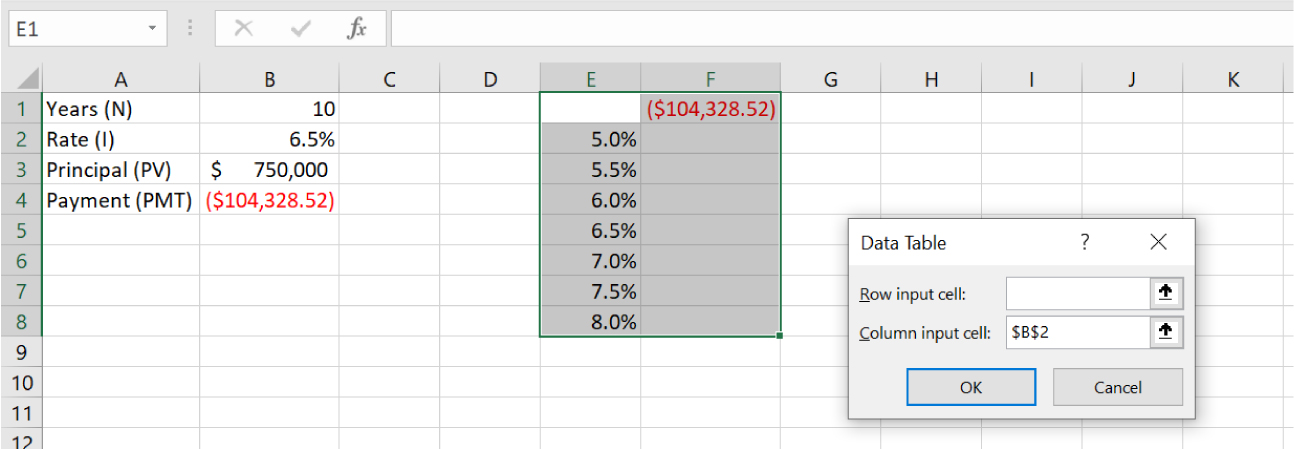 E1 fx
A B C D E F G H I J K
1 Years (N) 10 ($104,328.52)
2 Rate (I) 6.5% 5.0%
3 Principal (PV) $ 750,000 5.5%
4 Payment (PMT) ($104,328.52) 6.0%
5 6.5%
6 7.0%
7 7.5%
8 8.0%
9
10
11
12
Data Table ?
Row input cell:
Column input cell: $B$2
OK Cancel